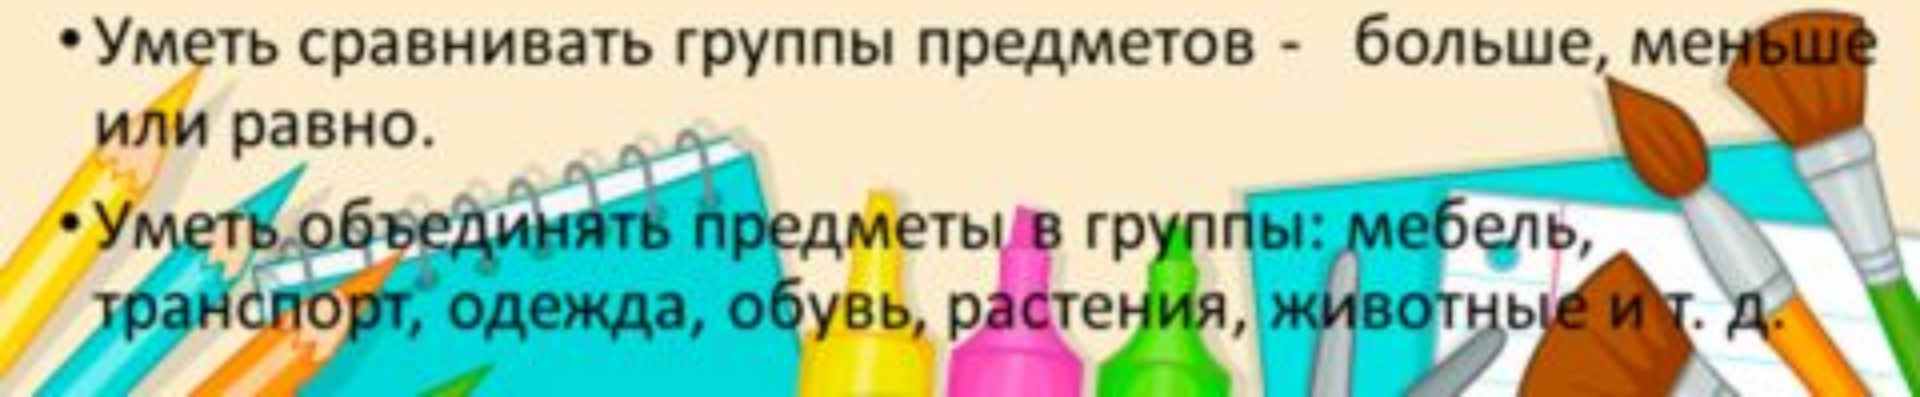 •Уметь сравнивать группы предметов - больше, меньше
или равно.
•Уметь объединять предметы в группы: мебель,
транспорт, одежда, обувь, растения, животные и т. д.